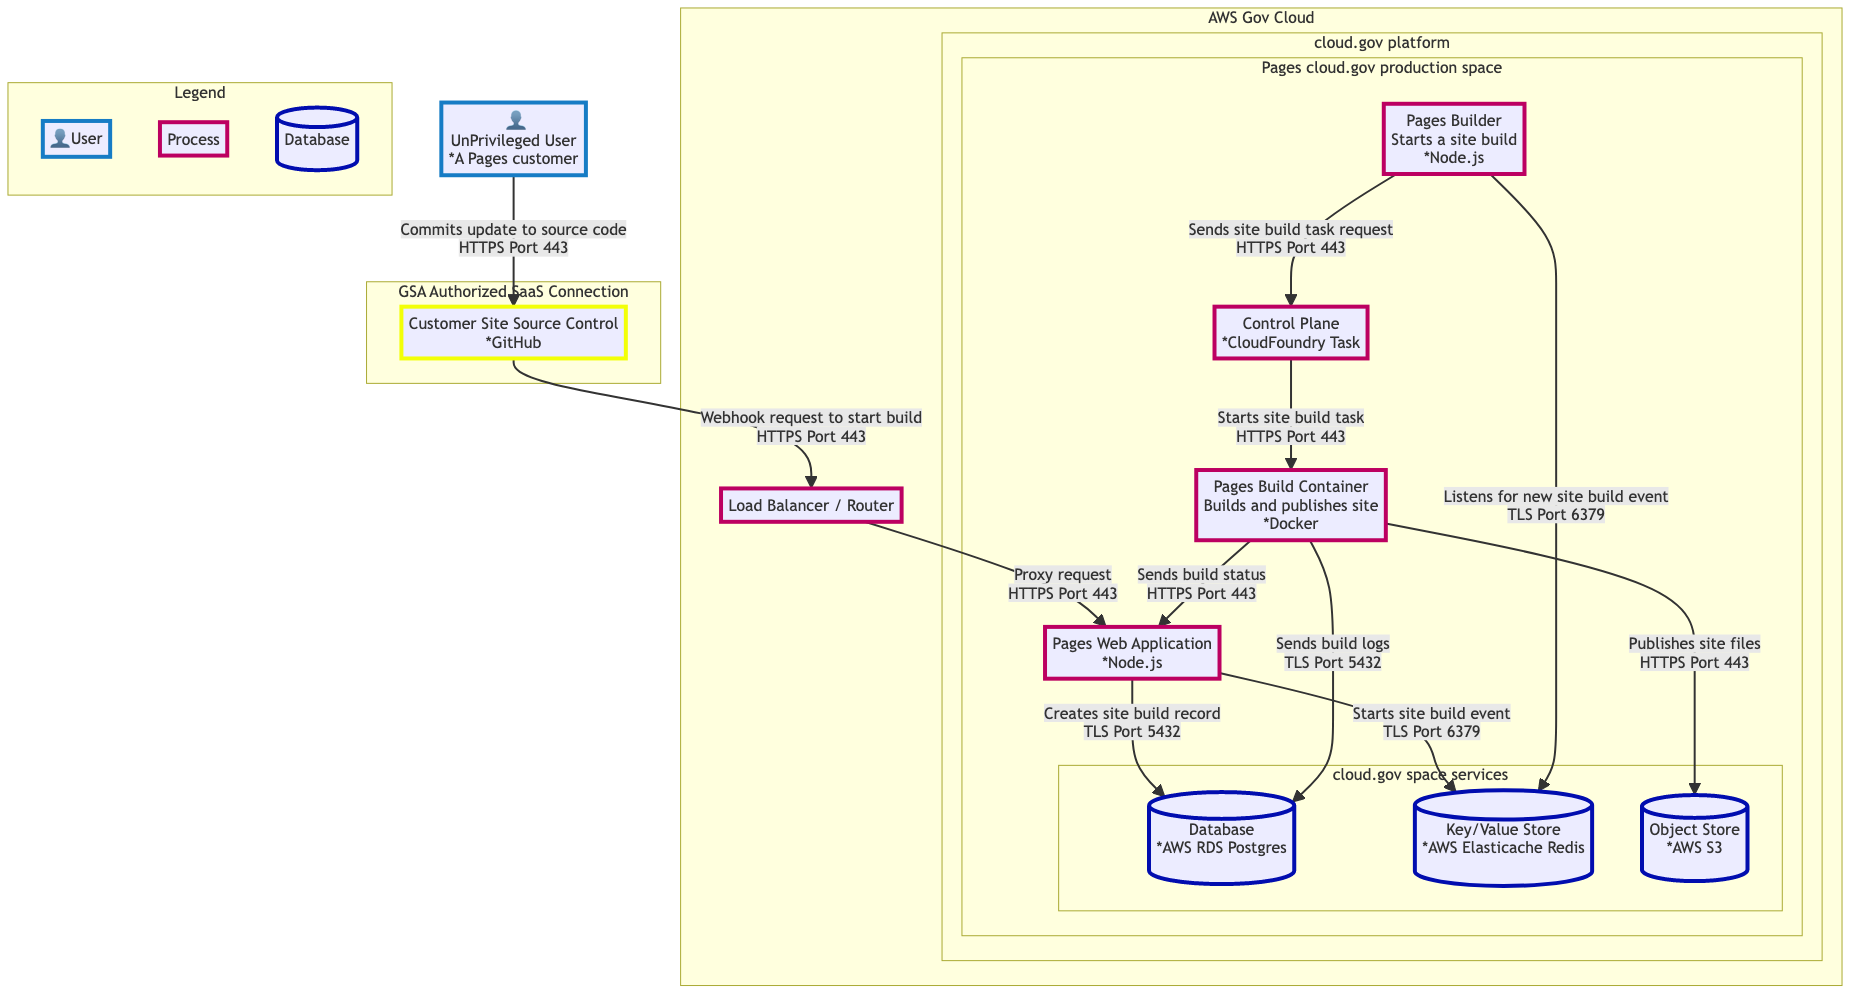 AWS Gov Cloud
cloud.gov platform
Pages cloud.gov production space
Legend
User
Process
Database
UnPrivileged User
*A Pages customer
Pages Builder
Starts a site build
*Node.js
Commits update to source code
HTTPS Port 443
Sends site build task request
HTTPS Port 443
GSA Authorized SaaS Connection
Customer Site Source Control
*GitHub
Control Plane
*CloudFoundry Task
Webhook request to start build
HTTPS Port 443
Starts site build task
HTTPS Port 443
Load Balancer / Router
Pages Build Container
Builds and publishes site
*Docker
Listens for new site build event
TLS Port 6379
Proxy request
HTTPS Port 443
Sends build status
HTTPS Port 443
Pages Web Application
*Node.js
Sends build logs
TLS Port 5432
Publishes site files
HTTPS Port 443
Creates site build record
TLS Port 5432
Starts site build event
TLS Port 6379
cloud.gov space services
Database
*AWS RDS Postgres
Key/Value Store
*AWS Elasticache Redis
Object Store
*AWS S3